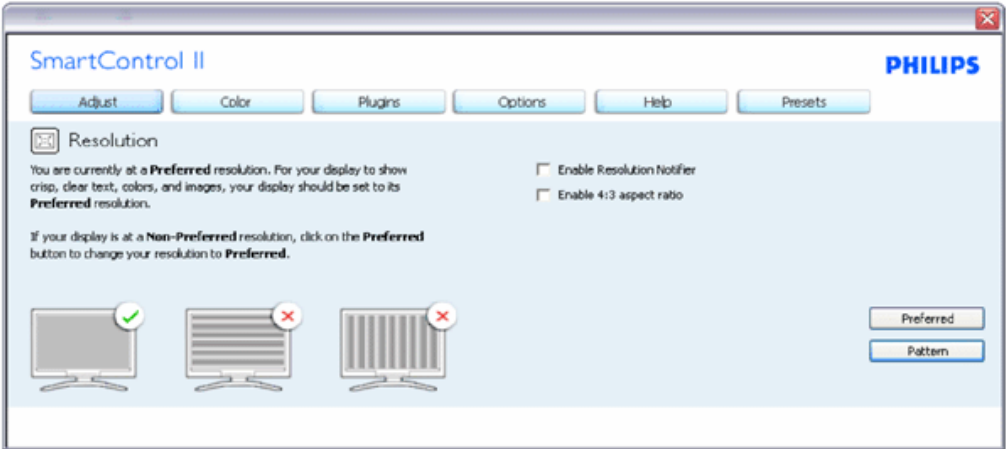 SmartControl II
PHILIPS
Adjust
Color
Plugins
Options
Help
Presets
Resolution
You are currently at a Preferred resolution. For your display to show
crisp, clear text, colors, and images, your display should be set to its
Preferred resolution.
If your display is at a Non-Preferred resolution, click on the Preferred
button to change your resolution to Preferred.
Enable Resolution Notifier
Enable 4:3 aspect ratio
Preferred
Pattern